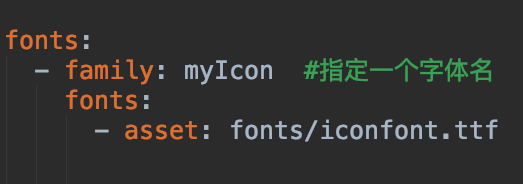 fonts:
- family: myIcon #指定一个字体名
fonts:
- asset: fonts/iconfont.ttf